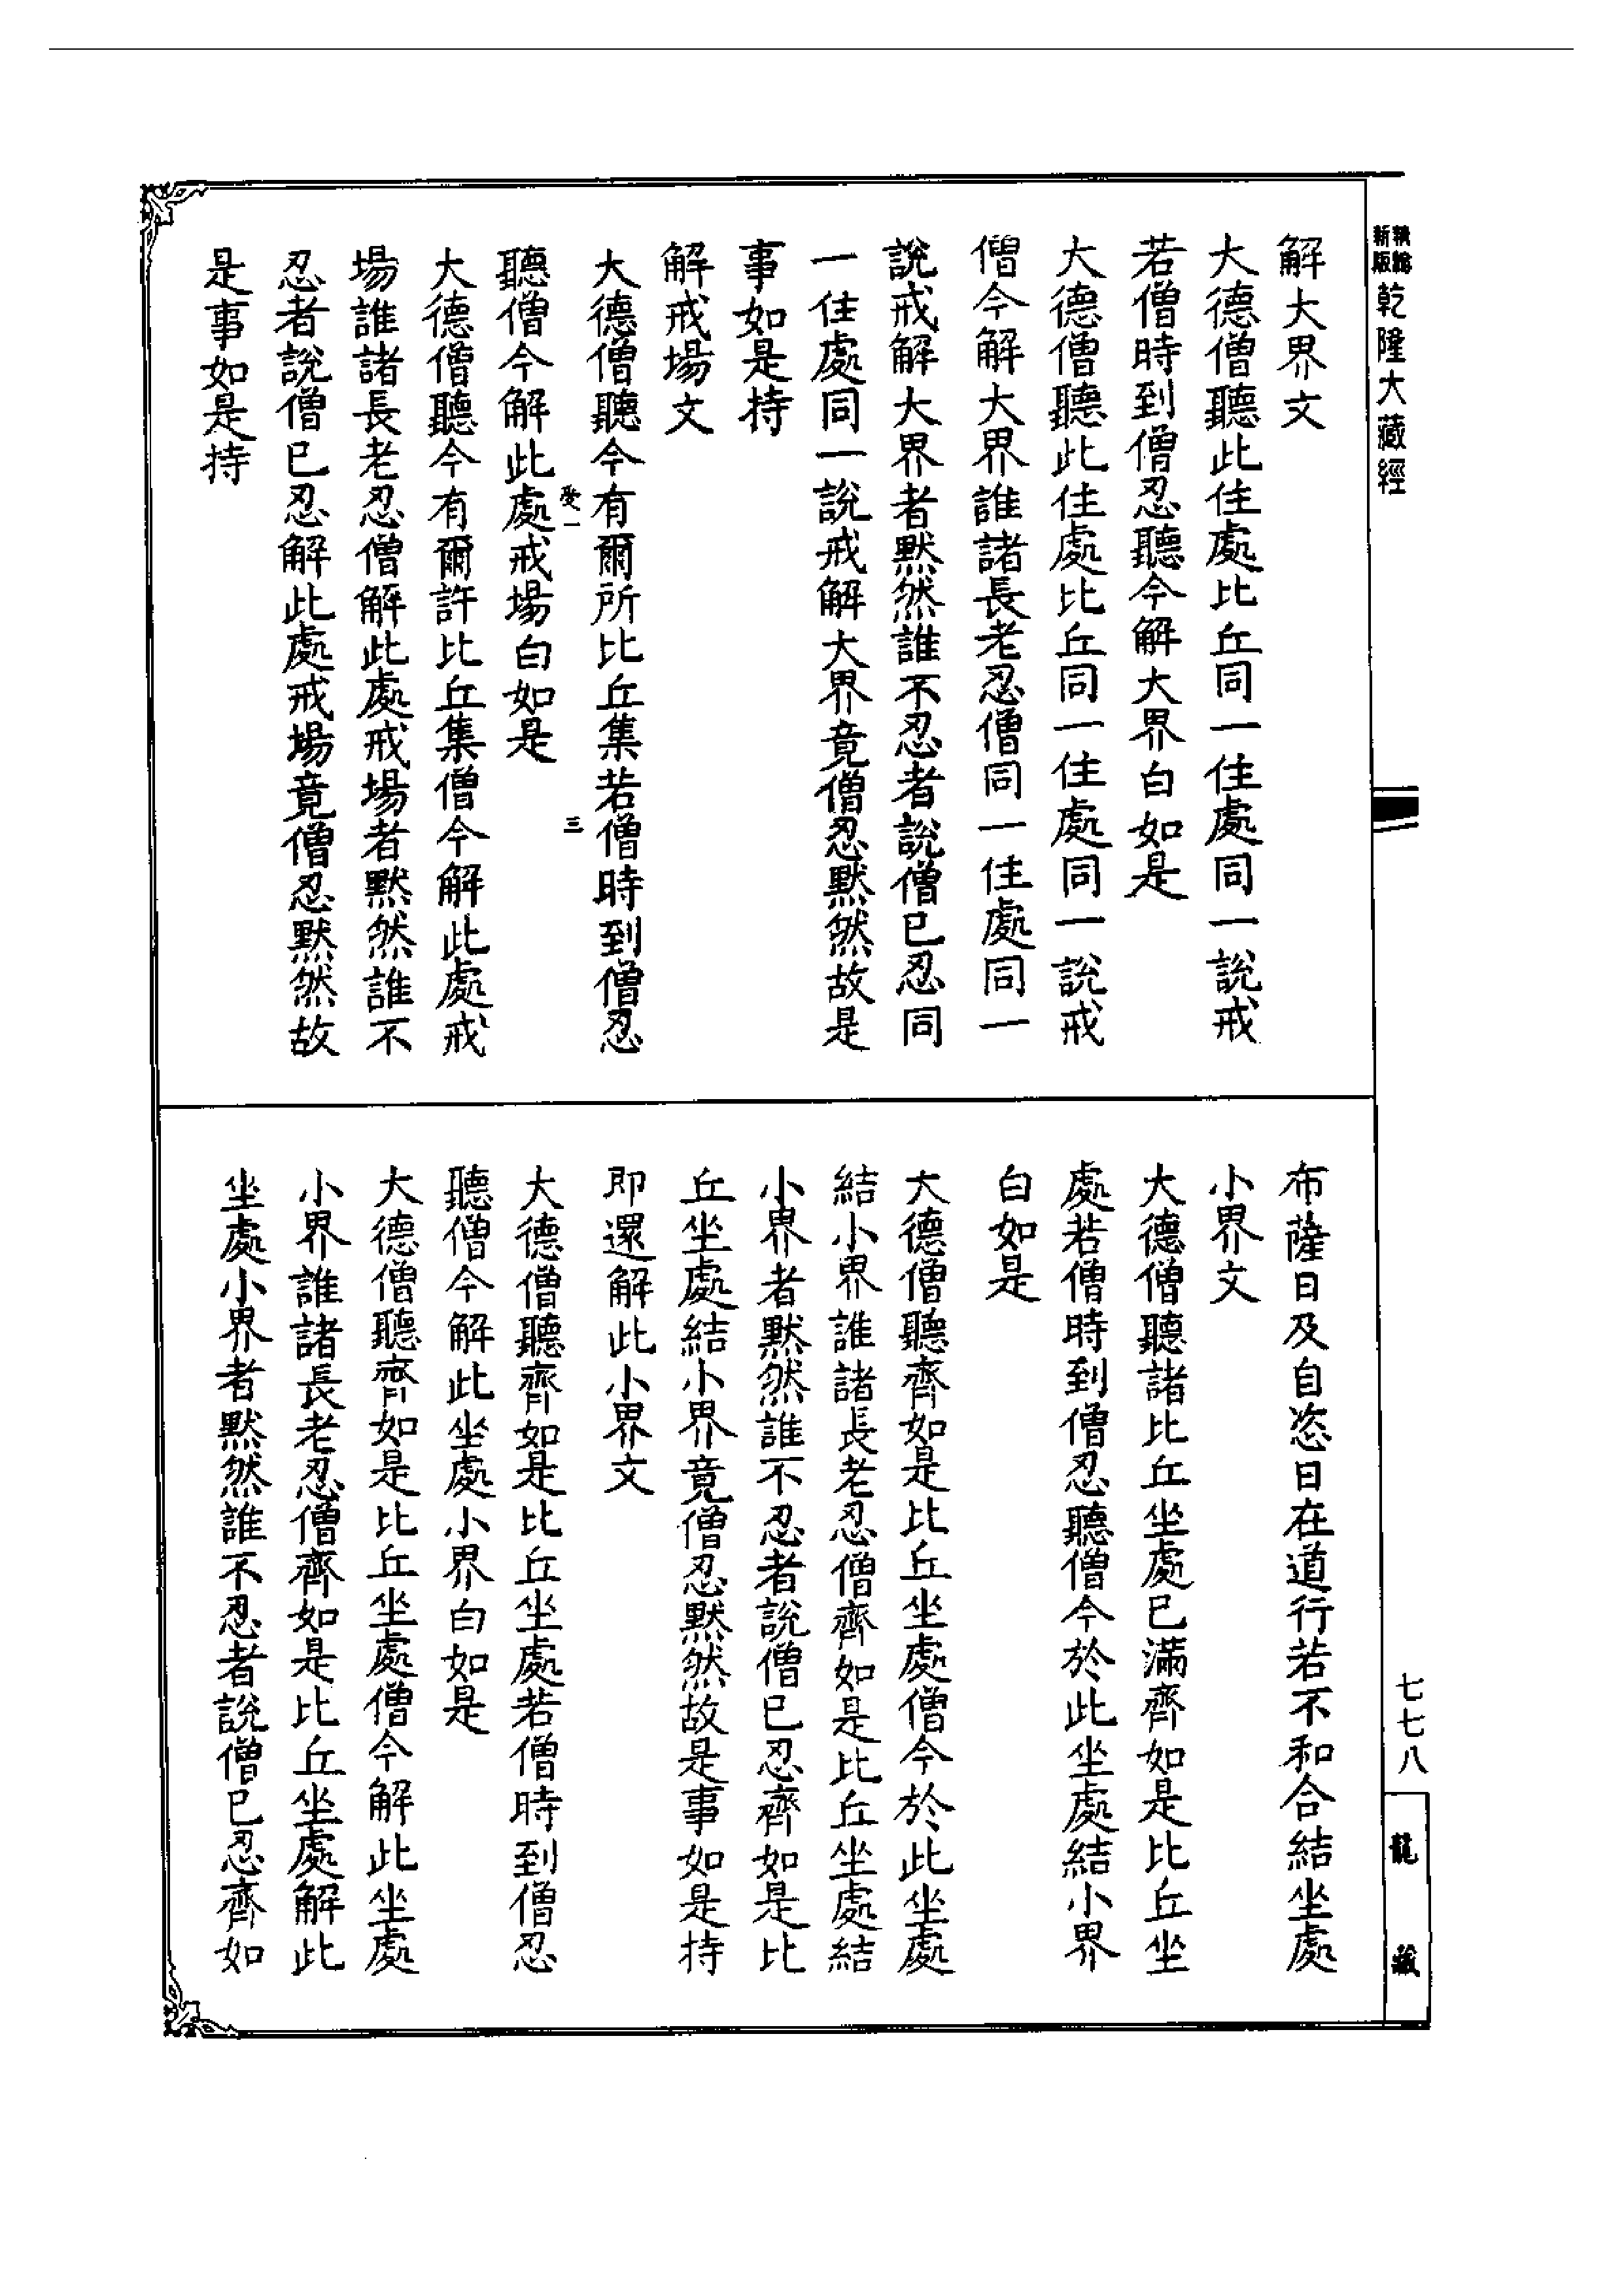 新版
精縮
乾隆大藏經
七七八
龍藏
解大界文
大德僧聽此住處比丘同一住處同一說戒
若僧時到僧忍聽今解大界白如是
大德僧聽此住處比丘同一住處同一說戒
僧今解大界誰諸長老忍僧同一住處同一
說戒解大界者默然誰不忍者說僧已忍同
一住處同一說戒解大界竟僧忍默然故是
事如是持
解戒場文
大德僧聽今有爾所比丘集若僧時到僧忍
聽僧今解此處戒場白如是
大德僧聽今有爾許比丘集僧今解此處戒
場誰諸長老忍僧解此處戒場者默然誰不
忍者說僧已忍解此處戒場竟僧忍默然故
是事如是持
布薩日及自恣日在道行若不和合結坐處
小界文
大德僧聽諸比丘坐處已滿齊如是比丘坐
處若僧時到僧忍聽僧今於此坐處結小界
白如是
大德僧聽齊如是比丘坐處僧今於此坐處
結小界誰諸長老忍僧齊如是比丘坐處結
小界者默然誰不忍者說僧已忍齊如是比
丘坐處結小界竟僧忍默然故是事如是持
即還解此小界文
大德僧聽齊如是比丘坐處若僧時到僧忍
聽僧今解此坐處小界白如是
大德僧聽齊如是比丘坐處僧今解此坐處
小界誰諸長老忍僧齊如是比丘坐處解此
坐處小界者默然誰不忍者說僧已忍齊如